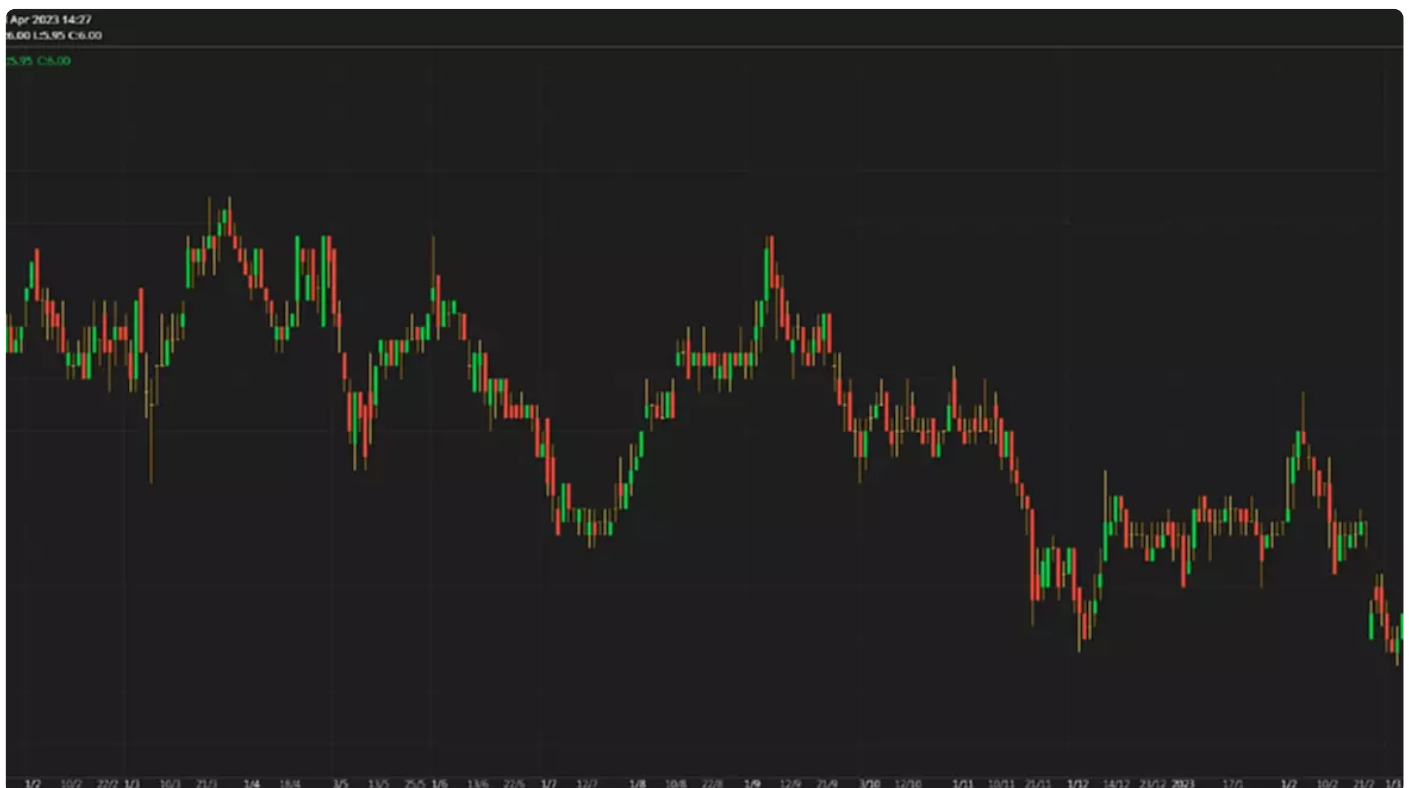 Apr 2023 14:27
:6.00 L:5.95 C:6.00
:5.95 C:6.00
1/2 10/2 22/2 1/3 10/3 21/3 1/4 18/4 3/5 13/5 25/5 1/6 13/6 22/6 1/7 12/7 1/8 10/8 22/8 1/9 12/9 21/9 3/10 12/10 1/11 10/11 21/11 1/12 14/12 23/12 2023 17/1 1/2 10/2 21/2 1/3